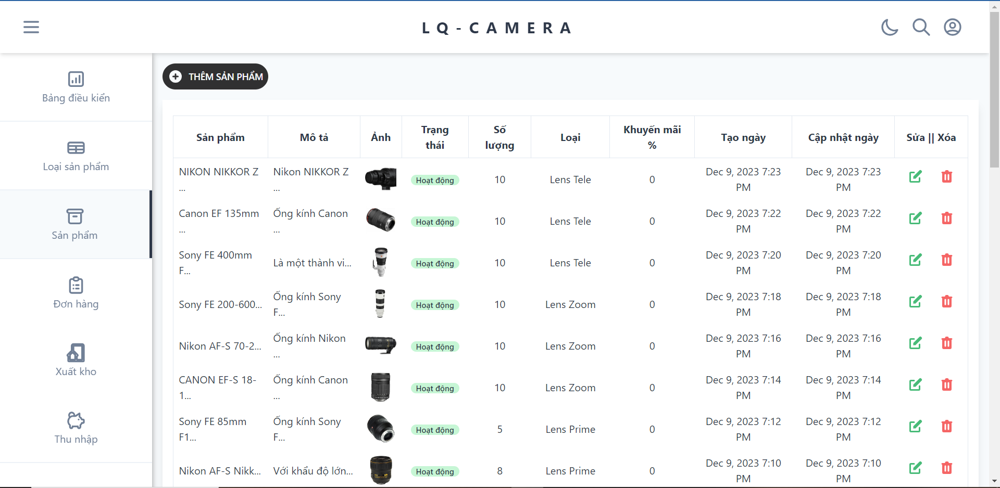 LQ-CAMERA
Bảng điều kiển
Loại sản phẩm
Sản phẩm
Đơn hàng
Xuất kho
Thu nhập
THÊM SẢN PHẨM
Sản phẩm Mô tả Ảnh Trạng thái Số lượng Loại Khuyến mãi % Tạo ngày Cập nhật ngày Sửa || Xóa
NIKON NIKKOR Z ... Nikon NIKKOR Z ... Hoạt động 10 Lens Tele 0 Dec 9, 2023 7:23 PM Dec 9, 2023 7:23 PM
Canon EF 135mm ... Ống kính Canon ... Hoạt động 10 Lens Tele 0 Dec 9, 2023 7:22 PM Dec 9, 2023 7:22 PM
Sony FE 400mm F... Là một thành vi... Hoạt động 10 Lens Tele 0 Dec 9, 2023 7:20 PM Dec 9, 2023 7:20 PM
Sony FE 200-600... Ống kính Sony F... Hoạt động 10 Lens Zoom 0 Dec 9, 2023 7:18 PM Dec 9, 2023 7:18 PM
Nikon AF-S 70-2... Ống kính Nikon ... Hoạt động 10 Lens Zoom 0 Dec 9, 2023 7:16 PM Dec 9, 2023 7:16 PM
CANON EF-S 18-1... Ống kính Canon ... Hoạt động 10 Lens Zoom 0 Dec 9, 2023 7:14 PM Dec 9, 2023 7:14 PM
Sony FE 85mm F1... Ống kính Sony F... Hoạt động 5 Lens Prime 0 Dec 9, 2023 7:12 PM Dec 9, 2023 7:12 PM
Nikon AF-S Nikk... Với khẩu độ lớn... Hoạt động 8 Lens Prime 0 Dec 9, 2023 7:10 PM Dec 9, 2023 7:10 PM